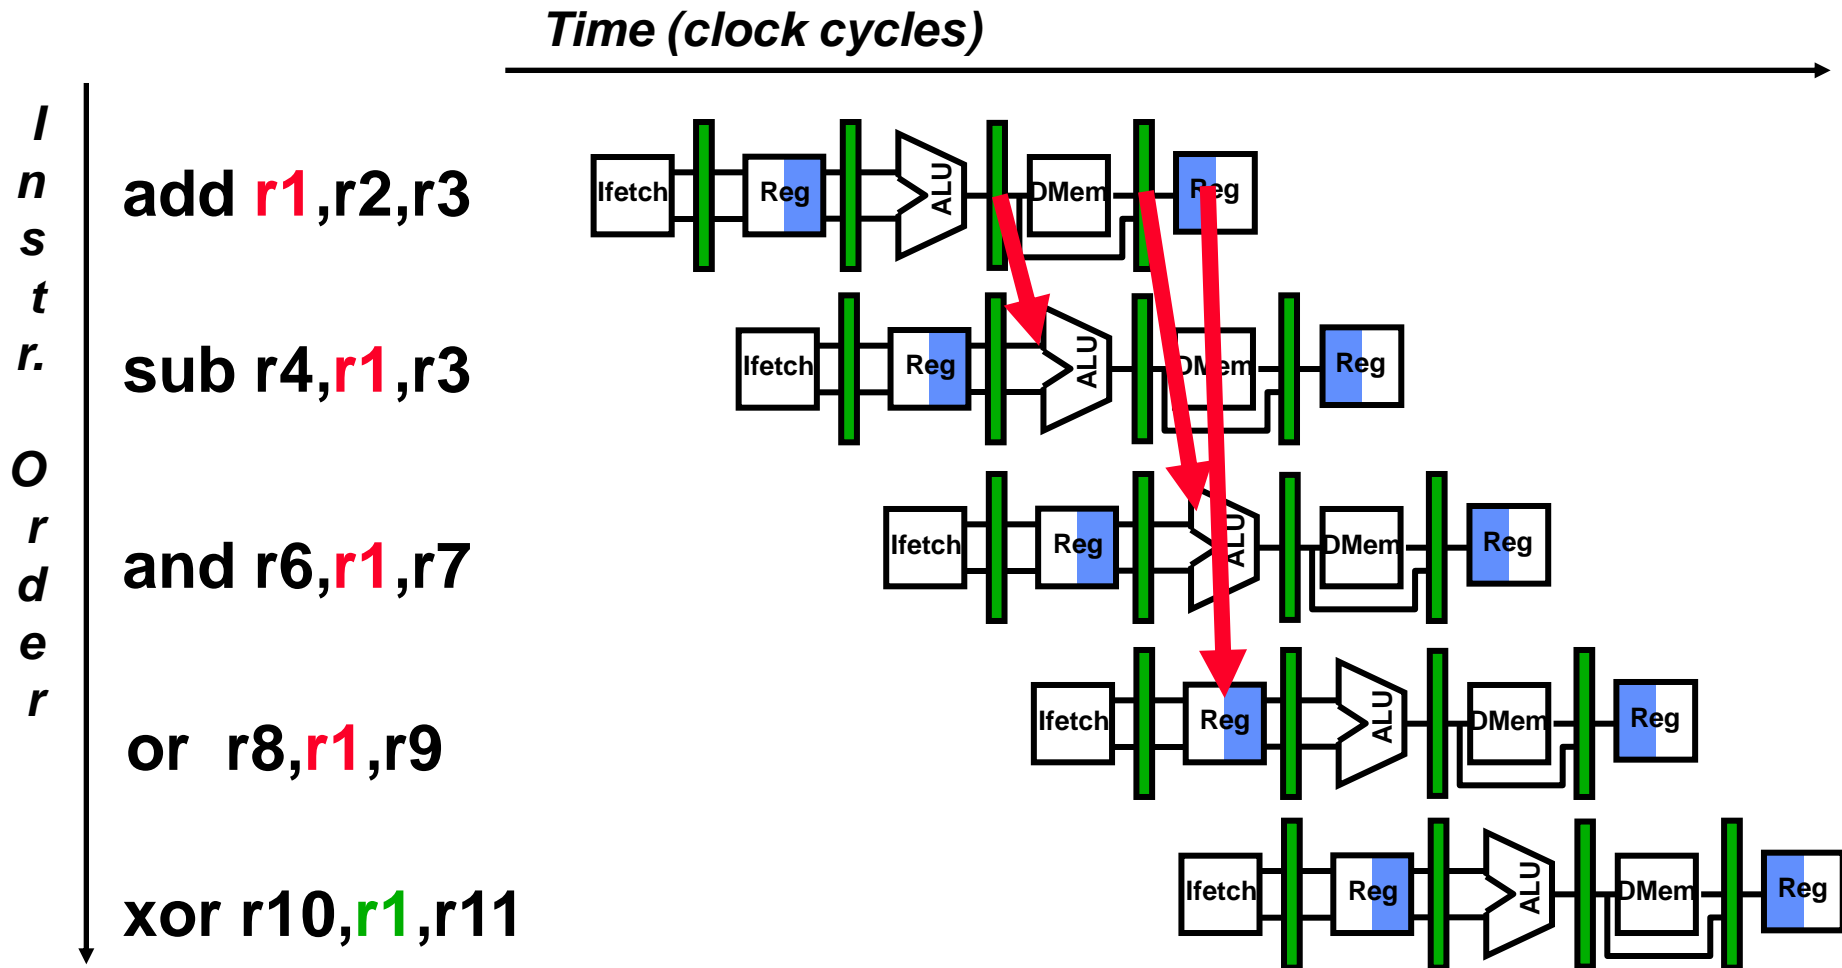 Time (clock cycles)
Instr. Order
add r1,r2,r3
Ifetch Reg ALU DMem Reg
sub r4,r1,r3
Ifetch Reg ALU DMem Reg
and r6,r1,r7
Ifetch Reg ALU DMem Reg
or r8,r1,r9
Ifetch Reg ALU DMem Reg
xor r10,r1,r11
Ifetch Reg ALU DMem Reg